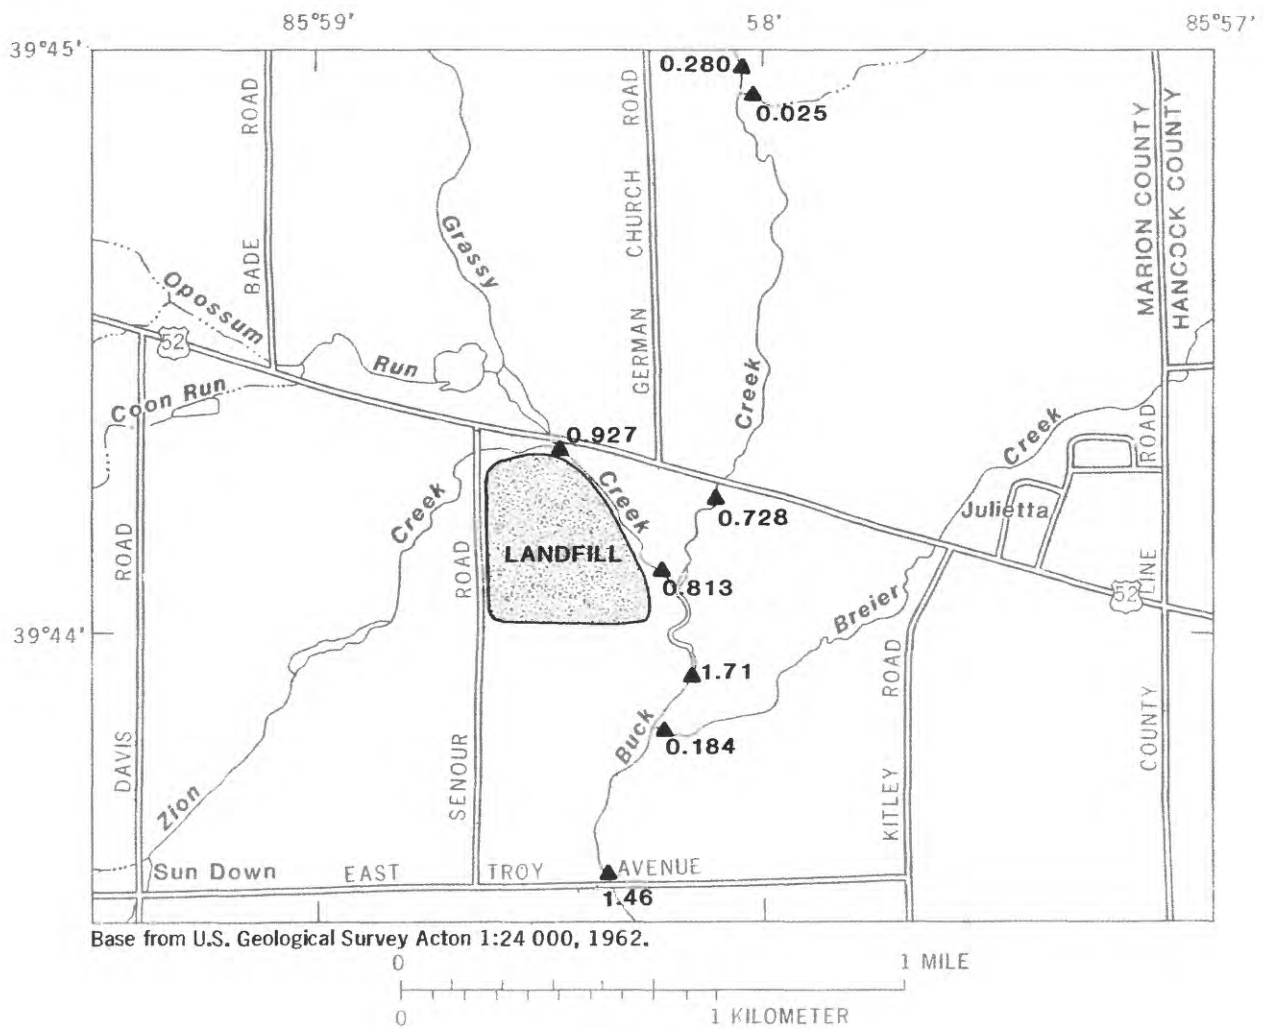 85°59' 58' 85°57'
39°45'
0.280
0.025
ROAD
BADE
ROAD
CHURCH
GERMAN
MARION COUNTY
HANCOCK COUNTY
Grassy
Opossum
Run
52
Coon Run
Creek
Creek
0.927
Creek
Creek
0.728
Julietta
ROAD
LINE
COUNTY
52
LANDFILL
0.813
Breier
39°44'
ROAD
DAVIS
ROAD
SENOUR
ROAD
KITLEY
1.71
Buck
0.184
Zion
Sun Down
EAST TROY AVENUE
1.46
Base from U.S. Geological Survey Acton 1:24 000, 1962.
0 1 MILE
0 1 KILOMETER